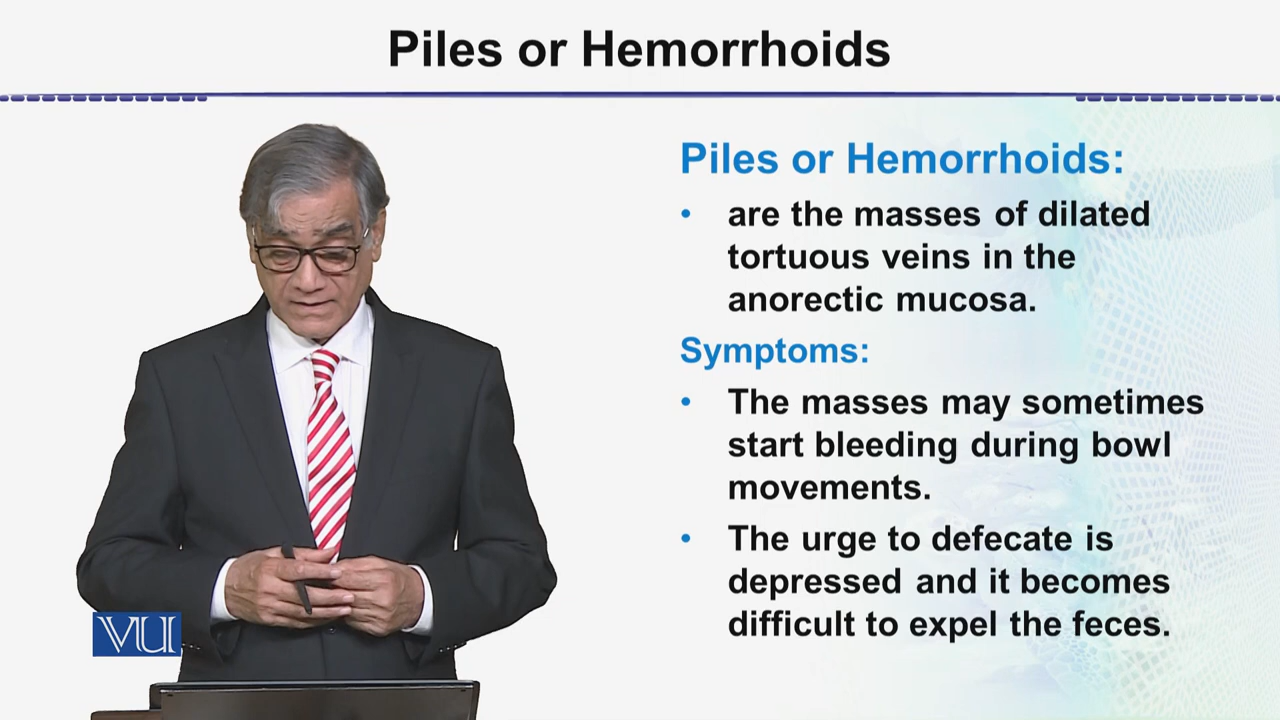 Piles or Hemorrhoids
Piles or Hemorrhoids:
• are the masses of dilated
tortuous veins in the
anorectic mucosa.
Symptoms:
• The masses may sometimes
start bleeding during bowl
movements.
• The urge to defecate is
depressed and it becomes
difficult to expel the feces.
VU